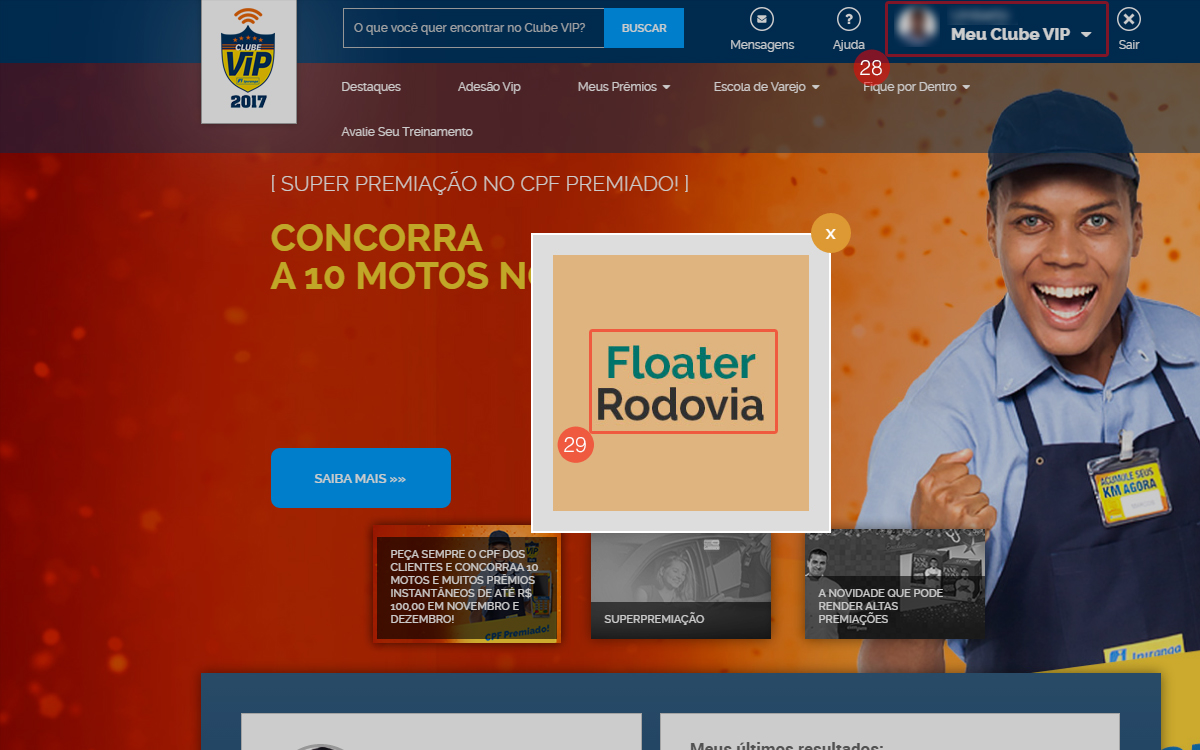 O que você quer encontrar no Clube VIP?
BUSCAR
Mensagens
?
Ajuda
Meu Clube VIP
Sair
28
CLUBE
ViP
2017
Destaques
Adesão Vip
Meus Prêmios
Escola de Varejo
Fique por Dentro
Avalie Seu Treinamento
[ SUPER PREMIAÇÃO NO CPF PREMIADO! ]
CONCORRA
A 10 MOTOS
x
Floater
Rodovia
29
SAIBA MAIS »»
ACUMULE SEUS
KM AGORA
PEÇA SEMPRE O CPF DOS
CLIENTES E CONCORRAA 10
MOTOS E MUITOS PRÊMIOS
INSTANTÂNEOS DE ATÉ R$
100,00 EM NOVEMBRO E
DEZEMBRO!
CPF Premiado!
SUPERPREMIAÇÃO
A NOVIDADE QUE PODE
RENDER ALTAS
PREMIAÇÕES
Ipiranga
Meus últimos resultados: